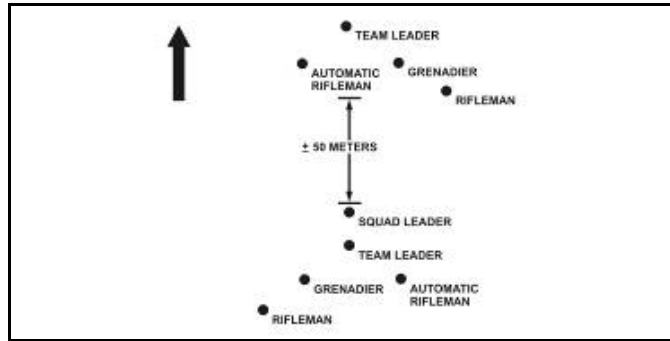 TEAM LEADER
AUTOMATIC
RIFLEMAN
GRENADIER
RIFLEMAN
± 50 METERS
SQUAD LEADER
TEAM LEADER
GRENADIER
AUTOMATIC
RIFLEMAN
RIFLEMAN